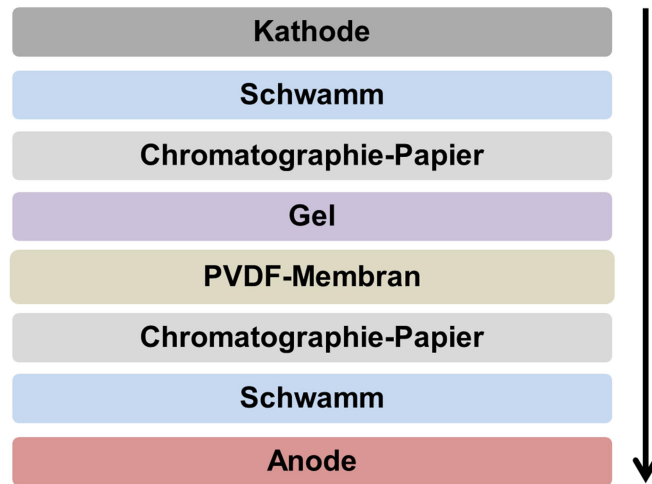 Kathode
Schwamm
Chromatographie-Papier
Gel
PVDF-Membran
Chromatographie-Papier
Schwamm
Anode